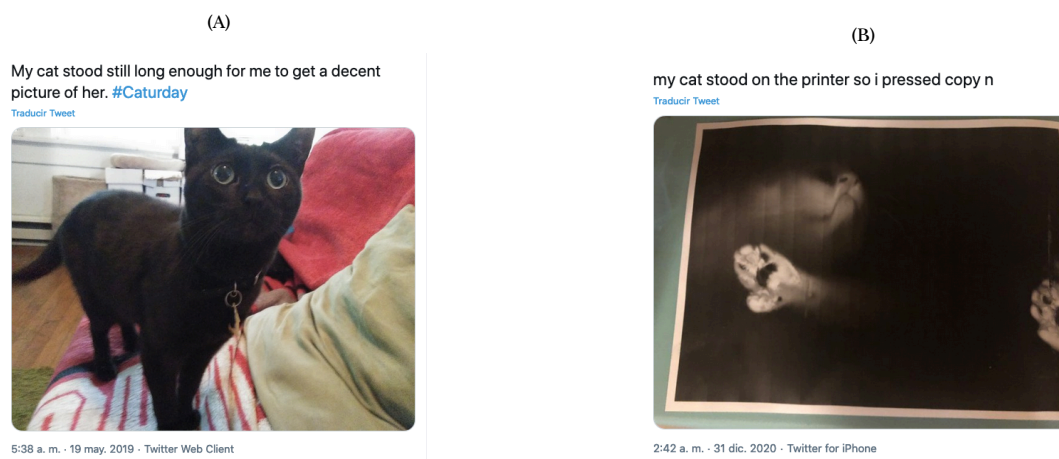 (A)
My cat stood still long enough for me to get a decent
picture of her. #Caturday
Traducir Tweet
5:38 a. m. · 19 may. 2019 · Twitter Web Client
(B)
my cat stood on the printer so i pressed copy n
Traducir Tweet
2:42 a. m. · 31 dic. 2020 · Twitter for iPhone